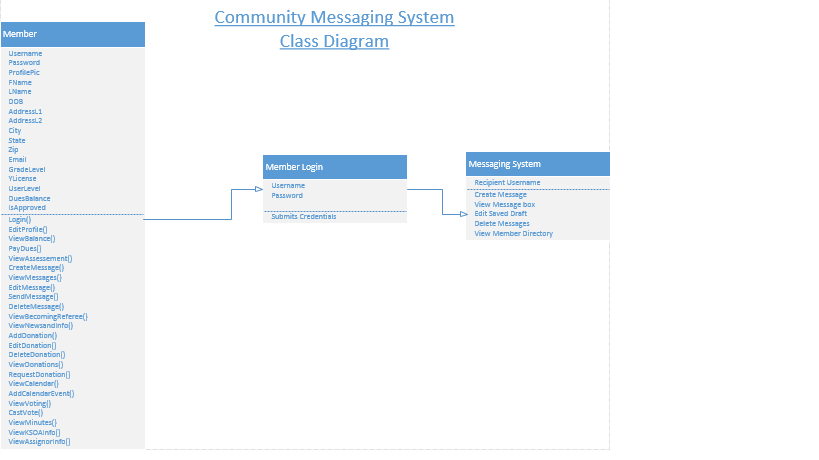 Community Messaging System
Class Diagram
Member
Username
Password
ProfilePic
FName
LName
DOB
AddressL1
AddressL2
City
State
Zip
Email
GradeLevel
YLicense
UserLevel
DuesBalance
IsApproved
Login()
EditProfile()
ViewBalance()
PayDues()
ViewAssessement()
CreateMessage()
ViewMessages()
EditMessage()
SendMessage()
DeleteMessage()
ViewBecomingReferee()
ViewNewsandInfo()
AddDonation()
EditDonation()
DeleteDonation()
ViewDonations()
RequestDonation()
ViewCalendar()
AddCalendarEvent()
ViewVoting()
CastVote()
ViewMinutes()
ViewKSOAInfo()
ViewAssignorInfo()
Member Login
Username
Password
Submits Credentials
Messaging System
Recipient Username
Create Message
View Message box
Edit Saved Draft
Delete Messages
View Member Directory